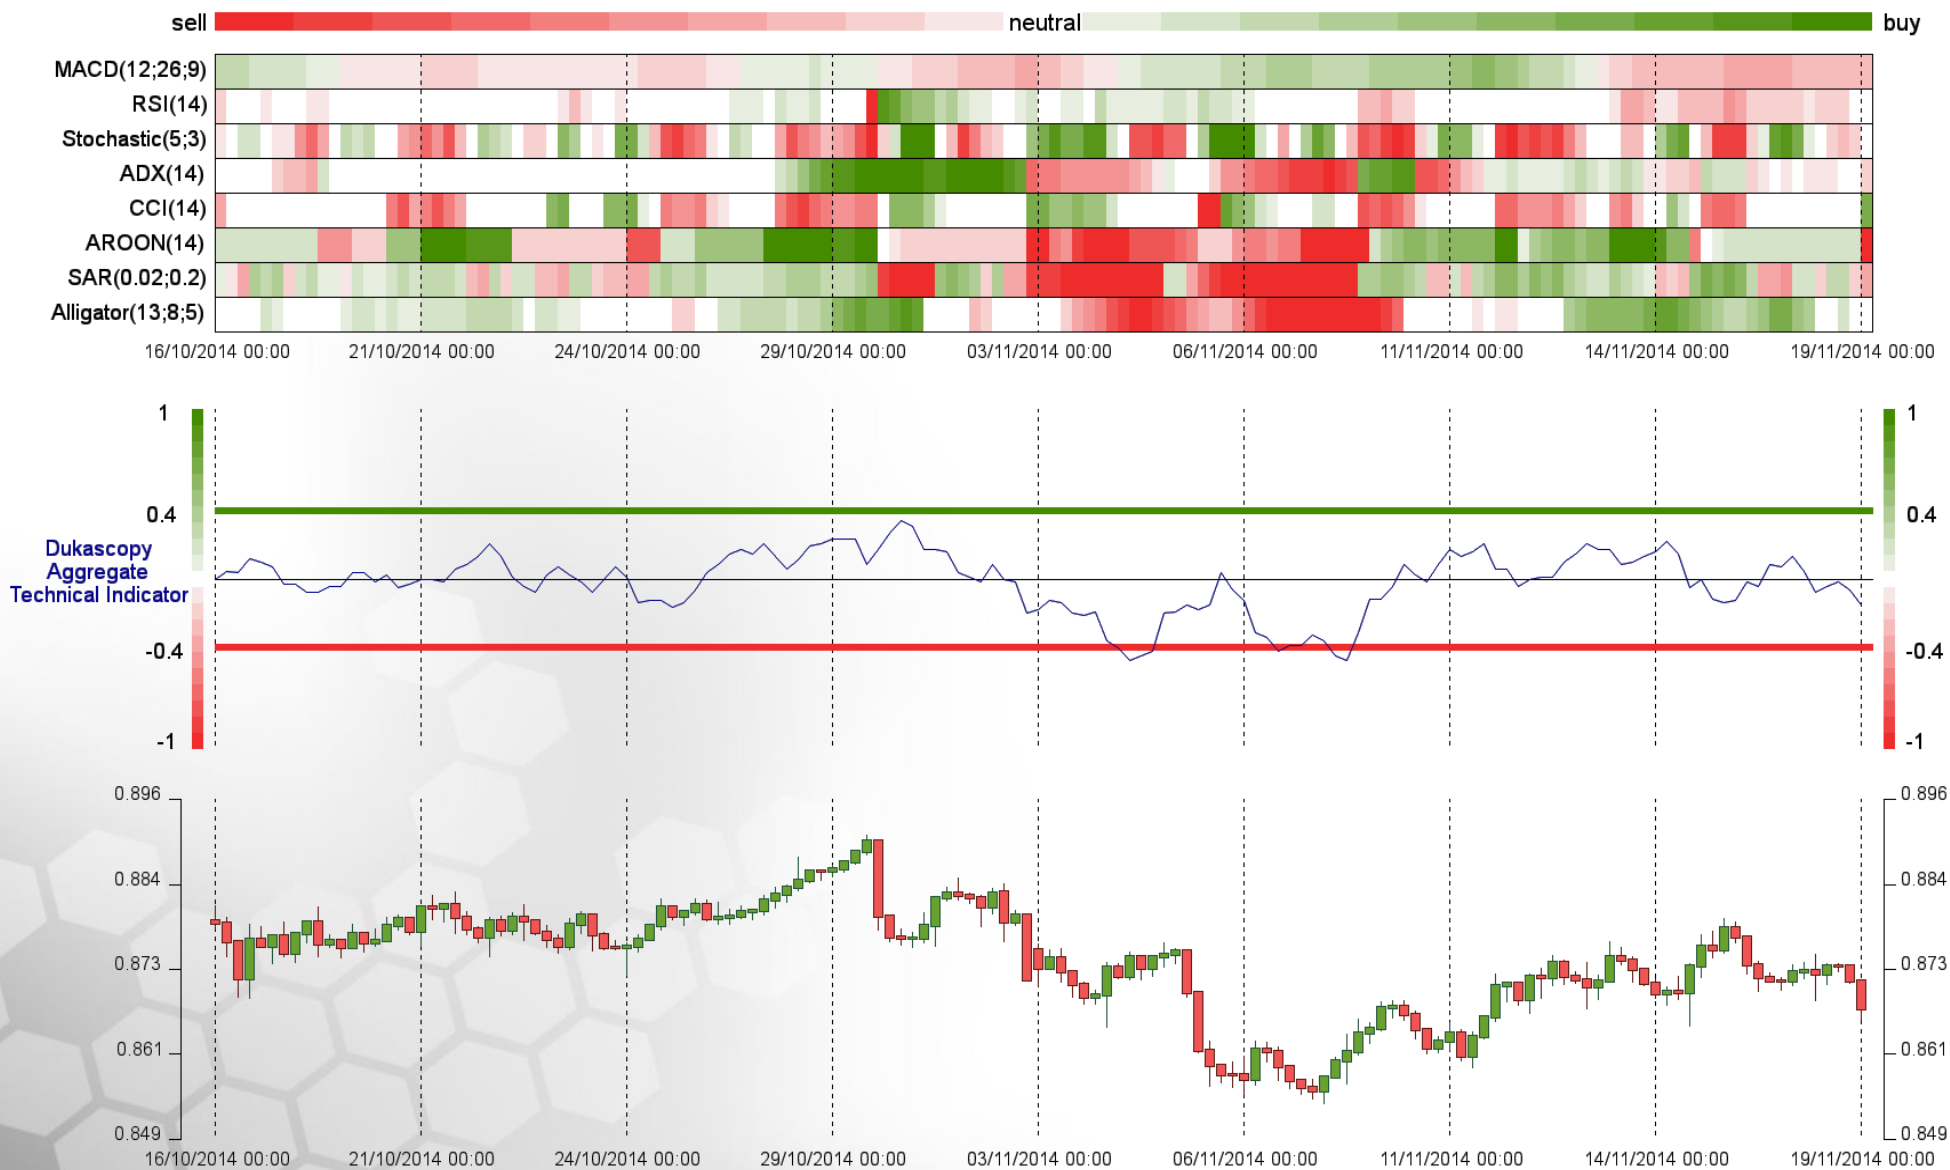 sell neutral buy
MACD(12;26;9)
RSI(14)
Stochastic(5;3)
ADX(14)
CCI(14)
AROON(14)
SAR(0.02;0.2)
Alligator(13;8;5)
16/10/2014 00:00 21/10/2014 00:00 24/10/2014 00:00 29/10/2014 00:00 03/11/2014 00:00 06/11/2014 00:00 11/11/2014 00:00 14/11/2014 00:00 19/11/2014 00:00
1 1
0.4 0.4
Dukascopy
Aggregate
Technical Indicator
-0.4 -0.4
-1 -1
0.896 0.896
0.884 0.884
0.873 0.873
0.861 0.861
0.849 0.849
16/10/2014 00:00 21/10/2014 00:00 24/10/2014 00:00 29/10/2014 00:00 03/11/2014 00:00 06/11/2014 00:00 11/11/2014 00:00 14/11/2014 00:00 19/11/2014 00:00